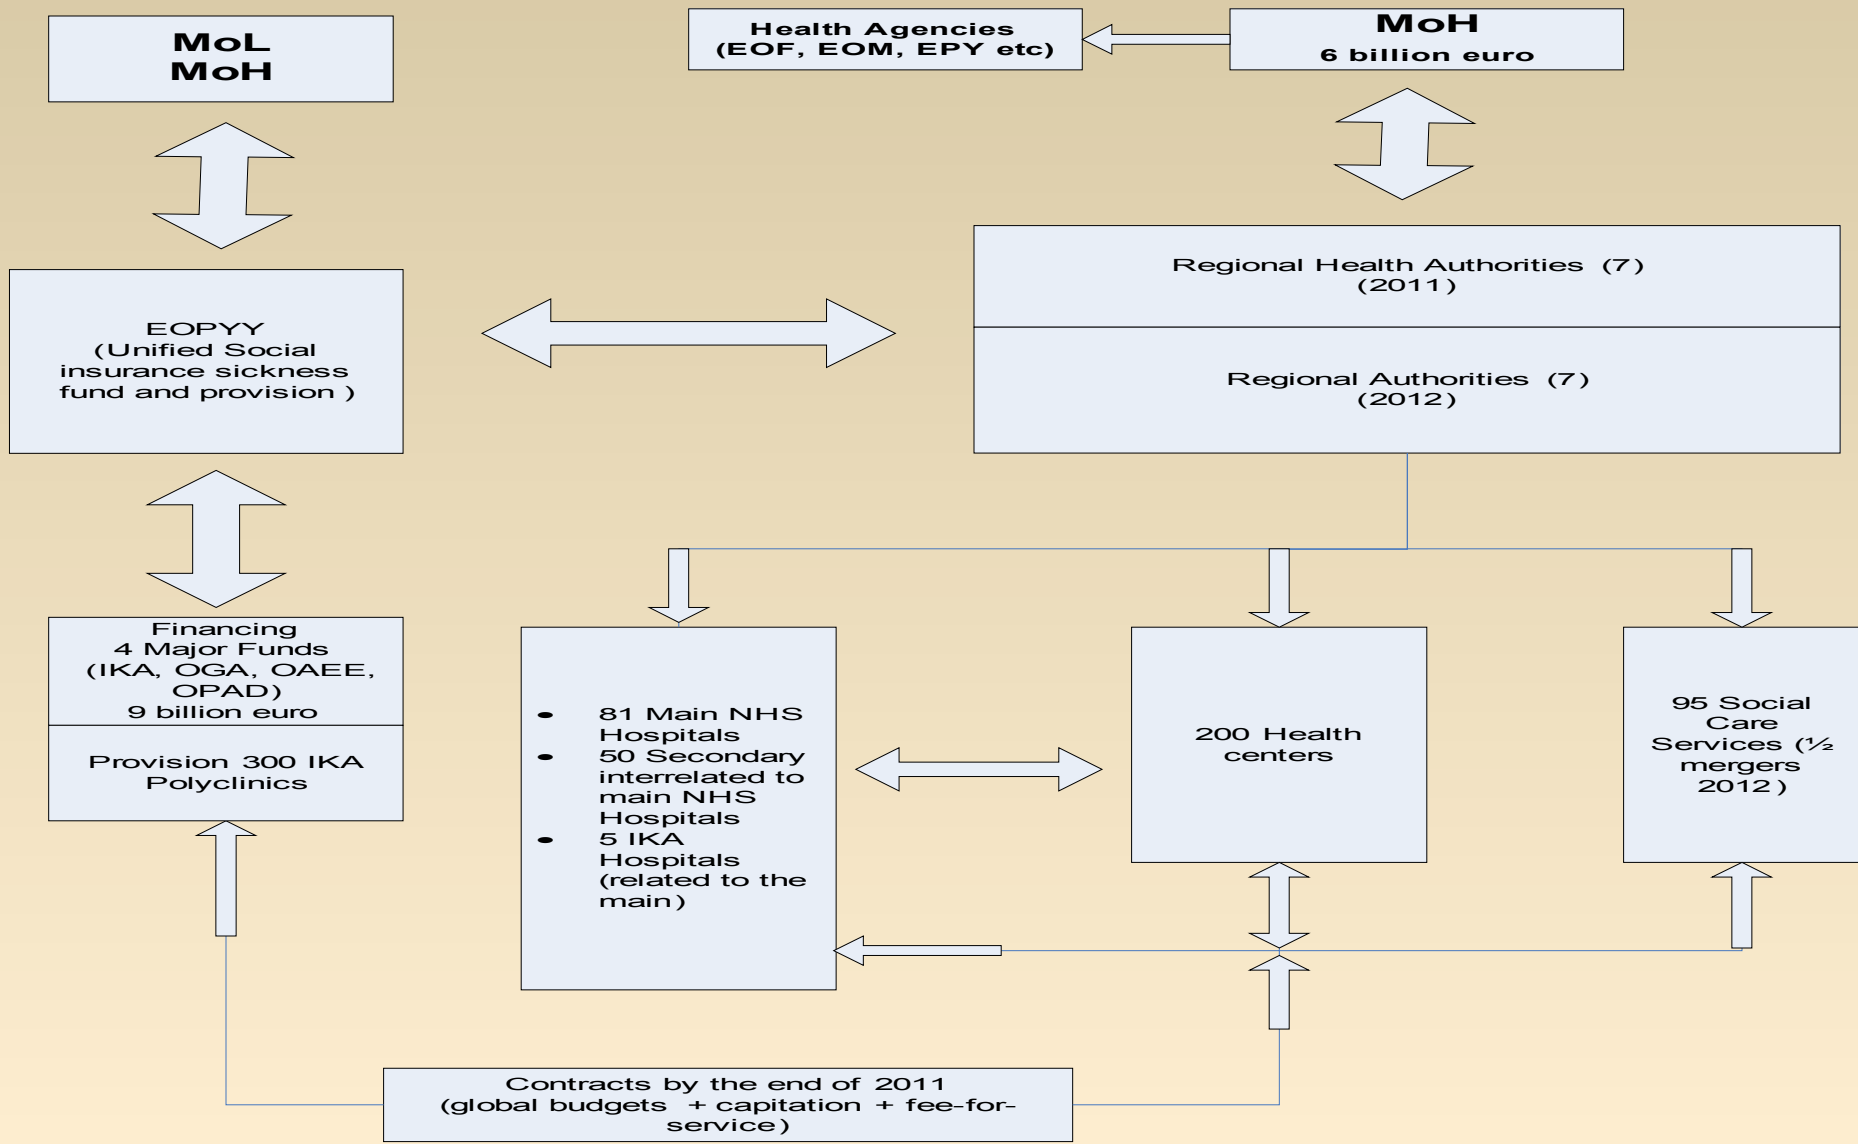 MoL
MoH
Health Agencies
(EOF, EOM, EPY etc)
MoH
6 billion euro
Regional Health Authorities (7)
(2011)
EOPYY
(Unified Social
insurance sickness
fund and provision )
Regional Authorities (7)
(2012)
Financing
4 Major Funds
(IKA, OGA, OAEE,
OPAD)
9 billion euro
Provision 300 IKA
Polyclinics
• 81 Main NHS
Hospitals
• 50 Secondary
interrelated to
main NHS
Hospitals
• 5 IKA
Hospitals
(related to the
main)
200 Health
centers
95 Social
Care
Services (½
mergers
2012)
Contracts by the end of 2011
(global budgets + capitation + fee-for-
service)